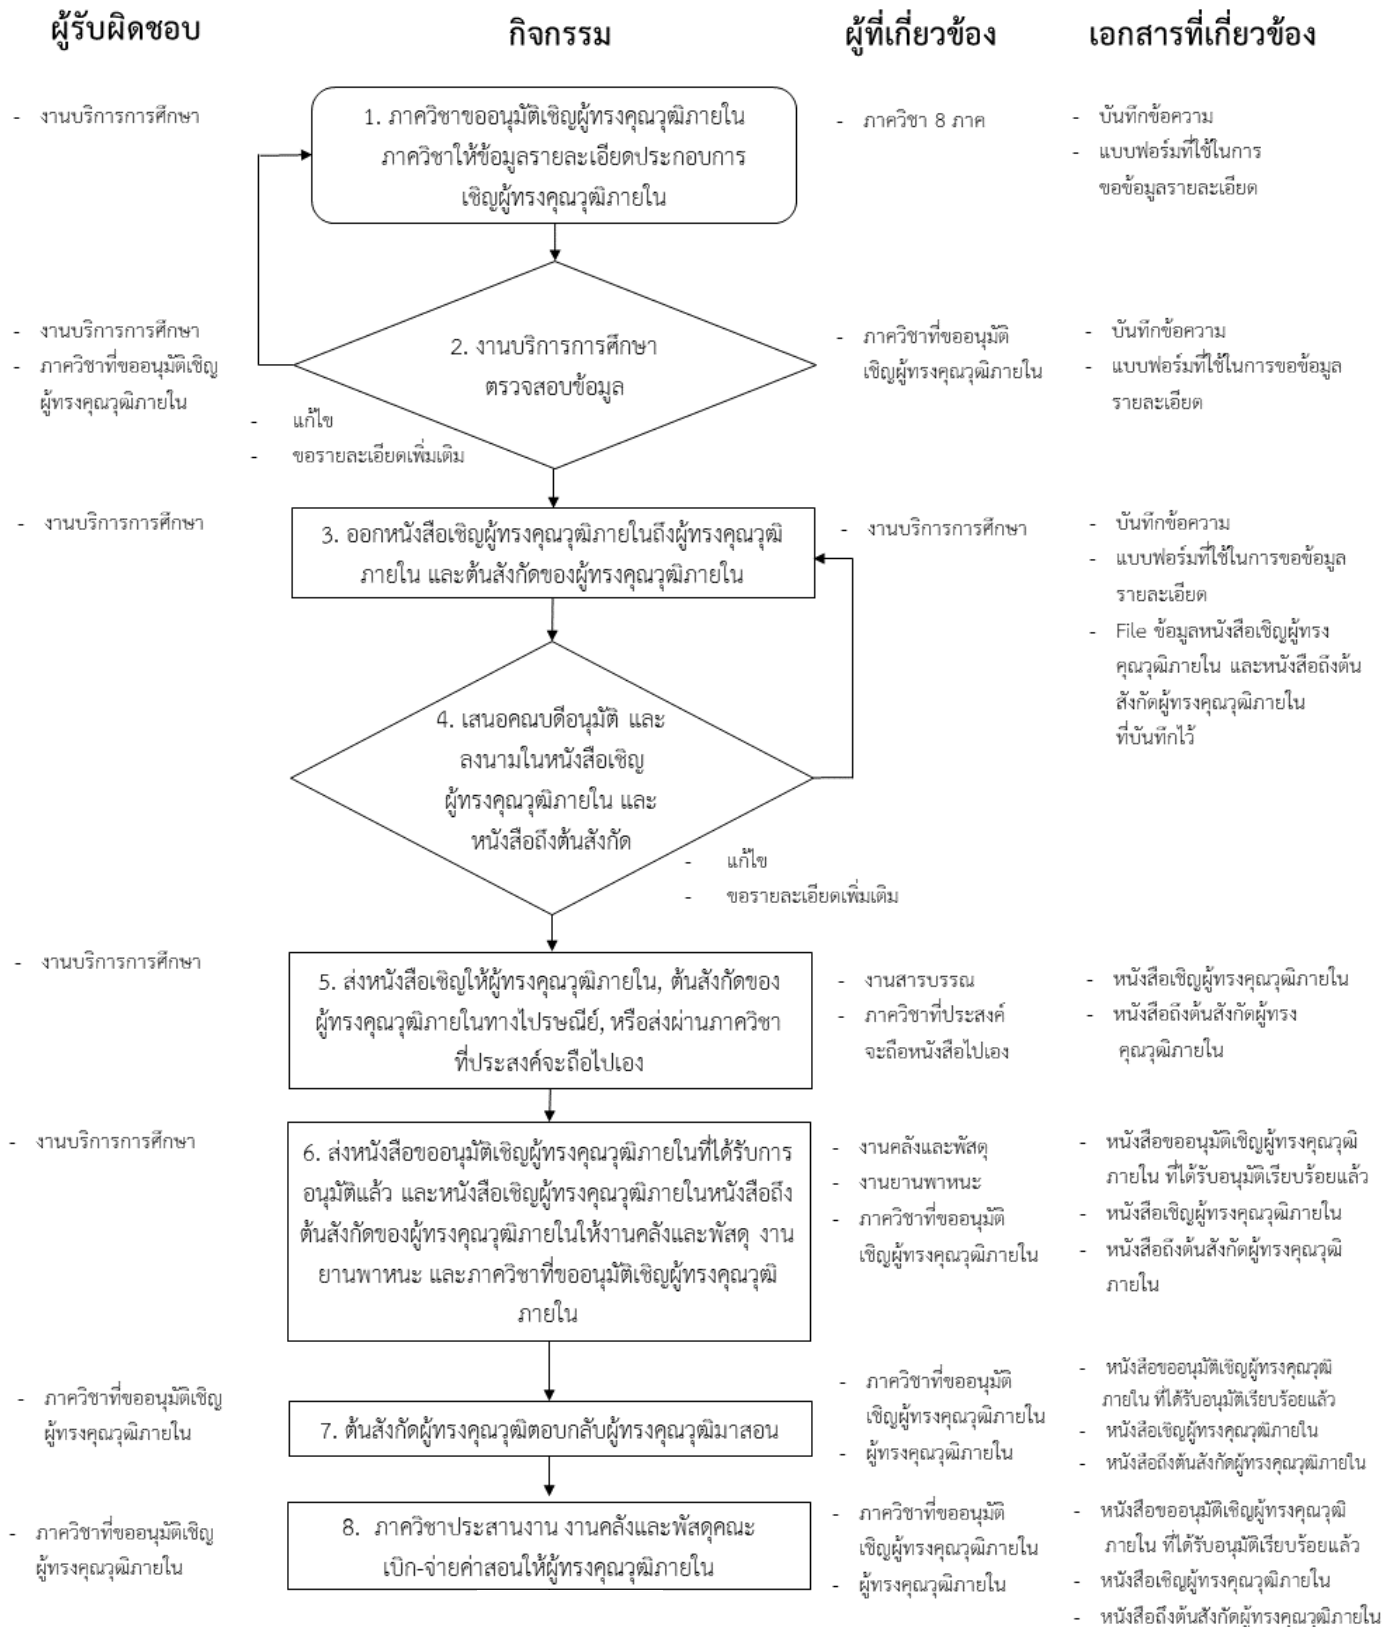 ผู้รับผิดชอบ กิจกรรม ผู้ที่เกี่ยวข้อง เอกสารที่เกี่ยวข้อง
- งานบริการการศึกษา
1. ภาควิชาขออนุมัติเชิญผู้ทรงคุณวุฒิภายใน
ภาควิชาให้ข้อมูลรายละเอียดประกอบการ
เชิญผู้ทรงคุณวุฒิภายใน
- ภาควิชา 8 ภาค
- บันทึกข้อความ
- แบบฟอร์มที่ใช้ในการ
ขอข้อมูลรายละเอียด
- งานบริการการศึกษา
- ภาควิชาที่ขออนุมัติเชิญ
ผู้ทรงคุณวุฒิภายใน
2. งานบริการการศึกษา
ตรวจสอบข้อมูล
- แก้ไข
- ขอรายละเอียดเพิ่มเติม
- ภาควิชาที่ขออนุมัติ
เชิญผู้ทรงคุณวุฒิภายใน
- บันทึกข้อความ
- แบบฟอร์มที่ใช้ในการขอข้อมูล
รายละเอียด
- งานบริการการศึกษา
3. ออกหนังสือเชิญผู้ทรงคุณวุฒิภายในถึงผู้ทรงคุณวุฒิ
ภายใน และต้นสังกัดของผู้ทรงคุณวุฒิภายใน
- งานบริการการศึกษา
- บันทึกข้อความ
- แบบฟอร์มที่ใช้ในการขอข้อมูล
รายละเอียด
- File ข้อมูลหนังสือเชิญผู้ทรง
คุณวุฒิภายใน และหนังสือถึงต้น
สังกัดผู้ทรงคุณวุฒิภายใน
ที่บันทึกไว้
4. เสนอคณบดีอนุมัติ และ
ลงนามในหนังสือเชิญ
ผู้ทรงคุณวุฒิภายใน และ
หนังสือถึงต้นสังกัด
- แก้ไข
- ขอรายละเอียดเพิ่มเติม
- งานบริการการศึกษา
5. ส่งหนังสือเชิญให้ผู้ทรงคุณวุฒิภายใน, ต้นสังกัดของ
ผู้ทรงคุณวุฒิภายในทางไปรษณีย์, หรือส่งผ่านภาควิชา
ที่ประสงค์จะถือไปเอง
- งานสารบรรณ
- ภาควิชาที่ประสงค์
จะถือหนังสือไปเอง
- หนังสือเชิญผู้ทรงคุณวุฒิภายใน
- หนังสือถึงต้นสังกัดผู้ทรง
คุณวุฒิภายใน
- งานบริการการศึกษา
6. ส่งหนังสือขออนุมัติเชิญผู้ทรงคุณวุฒิภายในที่ได้รับการ
อนุมัติแล้ว และหนังสือเชิญผู้ทรงคุณวุฒิภายในหนังสือถึง
ต้นสังกัดของผู้ทรงคุณวุฒิภายในให้งานคลังและพัสดุ งาน
ยานพาหนะ และภาควิชาที่ขออนุมัติเชิญผู้ทรงคุณวุฒิ
ภายใน
- งานคลังและพัสดุ
- งานยานพาหนะ
- ภาควิชาที่ขออนุมัติ
เชิญผู้ทรงคุณวุฒิภายใน
- หนังสือขออนุมัติเชิญผู้ทรงคุณวุฒิ
ภายใน ที่ได้รับอนุมัติเรียบร้อยแล้ว
- หนังสือเชิญผู้ทรงคุณวุฒิภายใน
- หนังสือถึงต้นสังกัดผู้ทรงคุณวุฒิ
ภายใน
- ภาควิชาที่ขออนุมัติเชิญ
ผู้ทรงคุณวุฒิภายใน
7. ต้นสังกัดผู้ทรงคุณวุฒิตอบกลับผู้ทรงคุณวุฒิมาสอน
- ภาควิชาที่ขออนุมัติ
เชิญผู้ทรงคุณวุฒิภายใน
- ผู้ทรงคุณวุฒิภายใน
- หนังสือขออนุมัติเชิญผู้ทรงคุณวุฒิ
ภายใน ที่ได้รับอนุมัติเรียบร้อยแล้ว
- หนังสือเชิญผู้ทรงคุณวุฒิภายใน
- หนังสือถึงต้นสังกัดผู้ทรงคุณวุฒิภายใน
- ภาควิชาที่ขออนุมัติเชิญ
ผู้ทรงคุณวุฒิภายใน
8. ภาควิชาประสานงาน งานคลังและพัสดุคณะ
เบิก-จ่ายค่าสอนให้ผู้ทรงคุณวุฒิภายใน
- ภาควิชาที่ขออนุมัติ
เชิญผู้ทรงคุณวุฒิภายใน
- ผู้ทรงคุณวุฒิภายใน
- หนังสือขออนุมัติเชิญผู้ทรงคุณวุฒิ
ภายใน ที่ได้รับอนุมัติเรียบร้อยแล้ว
- หนังสือเชิญผู้ทรงคุณวุฒิภายใน
- หนังสือถึงต้นสังกัดผู้ทรงคุณวุฒิภายใน